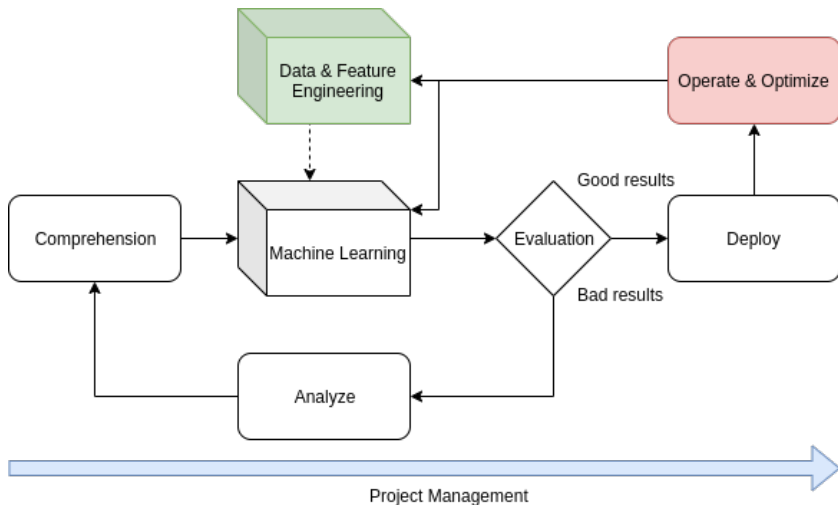 Data & Feature
Engineering
Operate & Optimize
Good results
Comprehension
Machine Learning
Evaluation
Deploy
Bad results
Analyze
Project Management